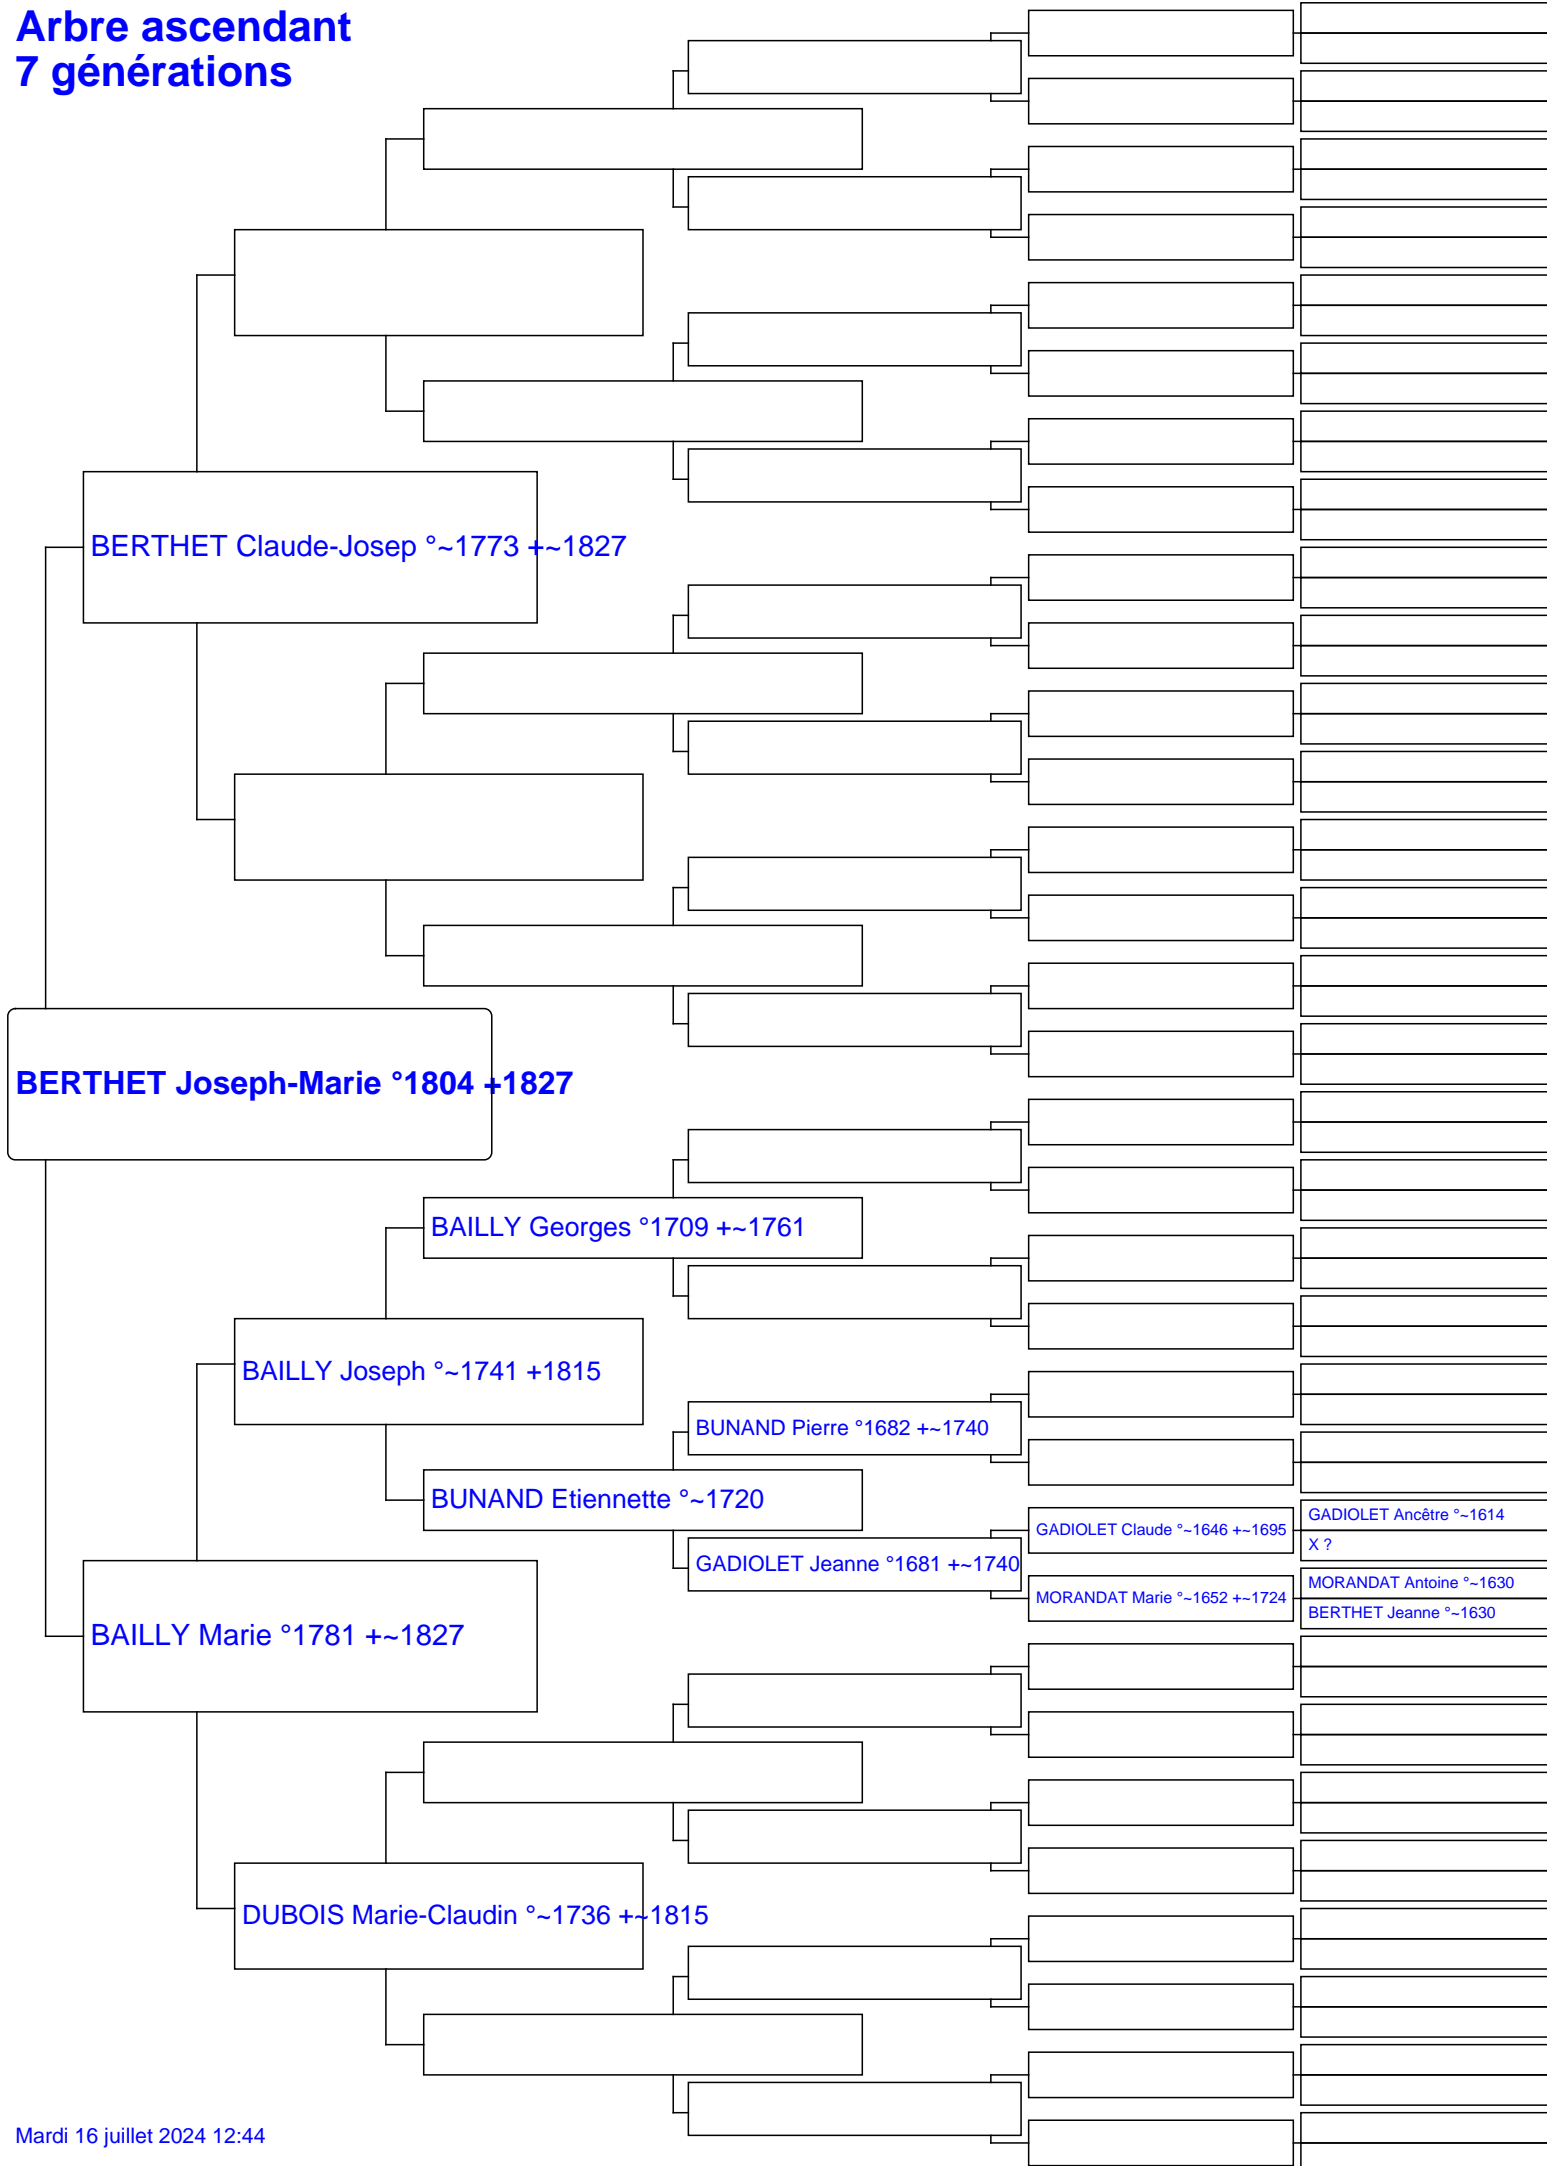 Arbre ascendant
7 générations
BERTHET Claude-Josep °~1773 +~1827
BERTHET Joseph-Marie °1804 +1827
BAILLY Georges °1709 +~1761
BAILLY Joseph °~1741 +1815
BUNAND Pierre °1682 +~1740
BUNAND Etiennette °~1720
GADIOLET Ancêtre °~1614
GADIOLET Claude °~1646 +~1695
X ?
GADIOLET Jeanne °1681 +~1740
MORANDAT Antoine °~1630
MORANDAT Marie °~1652 +~1724
BERTHET Jeanne °~1630
BAILLY Marie °1781 +~1827
DUBOIS Marie-Claudin °~1736 +~1815
Mardi 16 juillet 2024 12:44